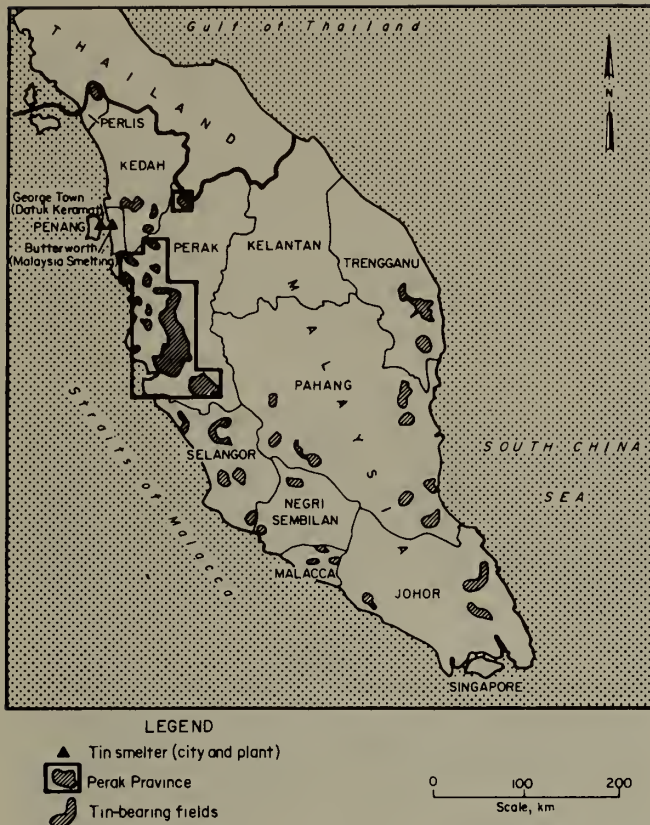 Gulf of Thailand
THAILAND
N
PERLIS
KEDAH
George Town
(Datuk Keramat)
PENANG
PERAK
KELANTAN
TRENGGANU
Butterworth
(Malaysia Smelting)
MALAYSIA
PAHANG
Straits of Malacca
SELANGOR
SOUTH CHINA
SEA
NEGRI
SEMBILAN
MALACCA
JOHOR
SINGAPORE
LEGEND
Tin smelter (city and plant)
Perak Province
Tin-bearing fields
0 100 200
Scale, km